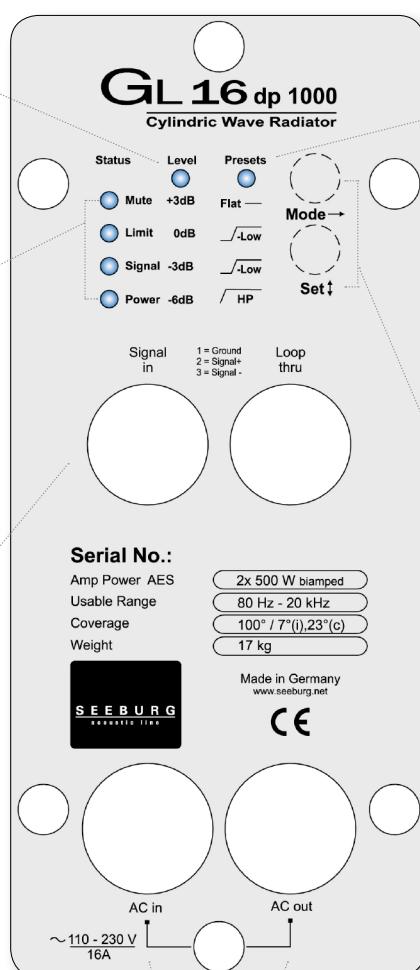 GL 16 dp 1000
Cylindric Wave Radiator
Status Level Presets
Mute +3dB Flat
Mode→
Limit 0dB -Low
Signal -3dB -Low
Set↕
Power -6dB HP
Signal in
1 = Ground
2 = Signal+
3 = Signal -
Loop thru
Serial No.:
Amp Power AES 2x 500 W biamped
Usable Range 80 Hz - 20 kHz
Coverage 100° / 7°(i),23°(c)
Weight 17 kg
SEEBURG
acoustic line
Made in Germany
www.seeburg.net
CE
AC in AC out
~ 110 - 230 V
16A